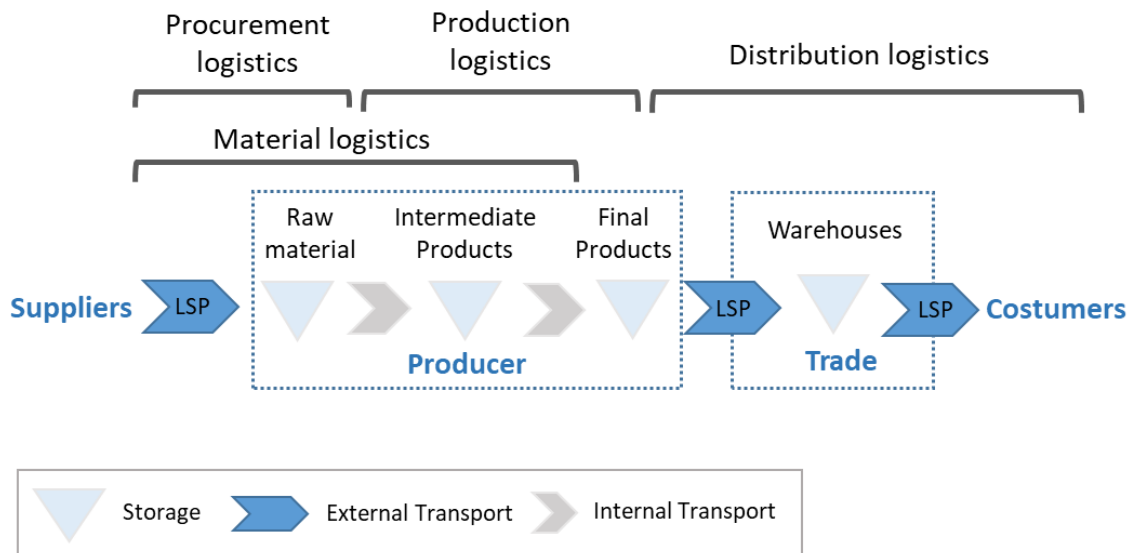 Procurement
logistics
Production
logistics
Distribution logistics
Material logistics
Raw
material
Intermediate
Products
Final
Products
Warehouses
Suppliers
LSP
LSP
LSP
Costumers
Producer
Trade
Storage
External Transport
Internal Transport